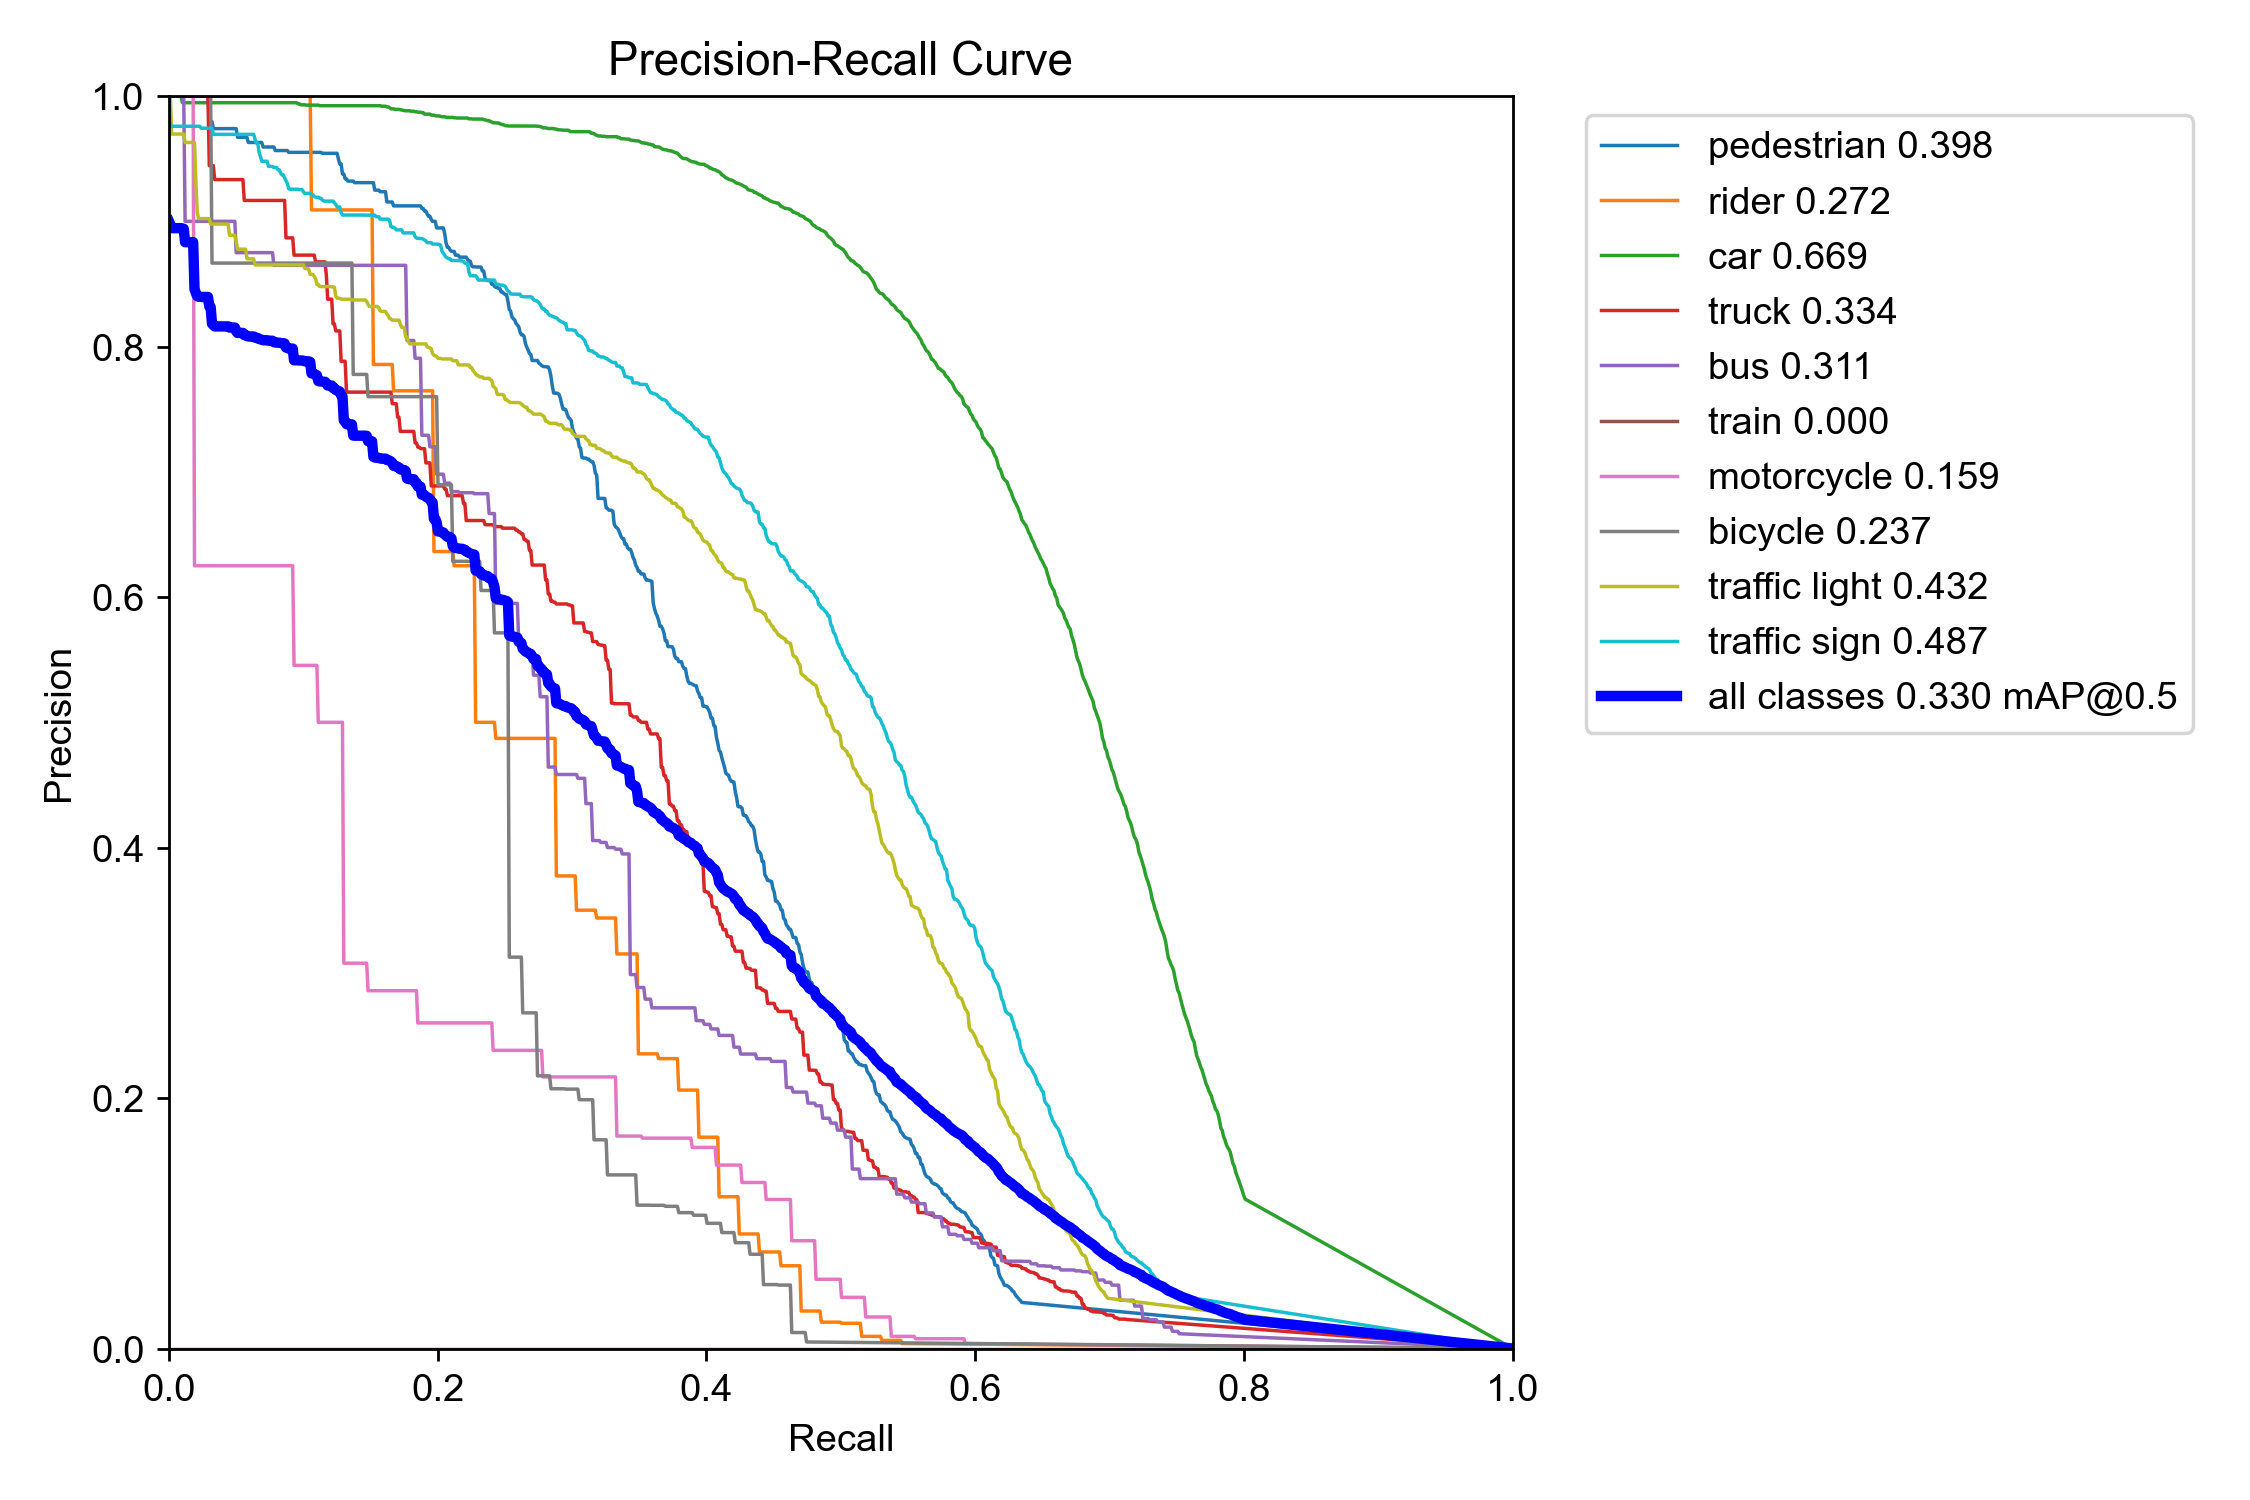 Precision-Recall Curve
1.0
0.8
0.6
0.4
0.2
0.0
Precision
0.0 0.2 0.4 0.6 0.8 1.0
Recall
pedestrian 0.398
rider 0.272
car 0.669
truck 0.334
bus 0.311
train 0.000
motorcycle 0.159
bicycle 0.237
traffic light 0.432
traffic sign 0.487
all classes 0.330 mAP@0.5